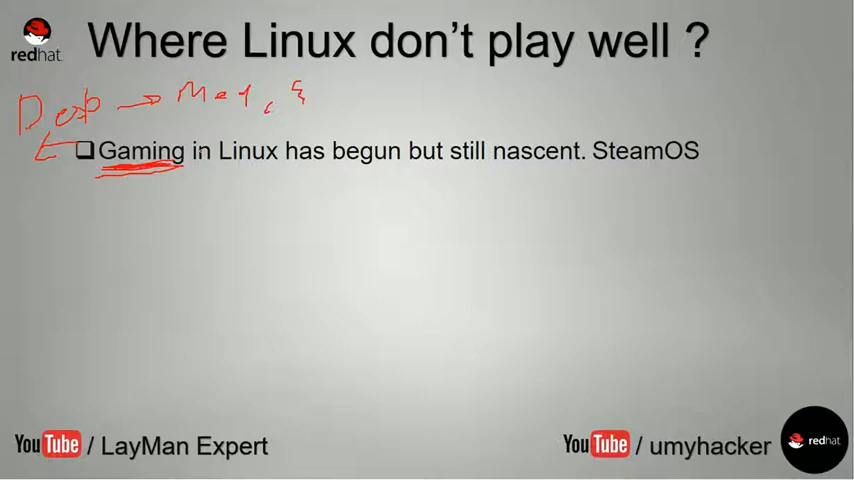 redhat.
Where Linux don't play well ?
❑ Gaming in Linux has begun but still nascent. SteamOS
YouTube / LayMan Expert
YouTube / umyhacker
redhat